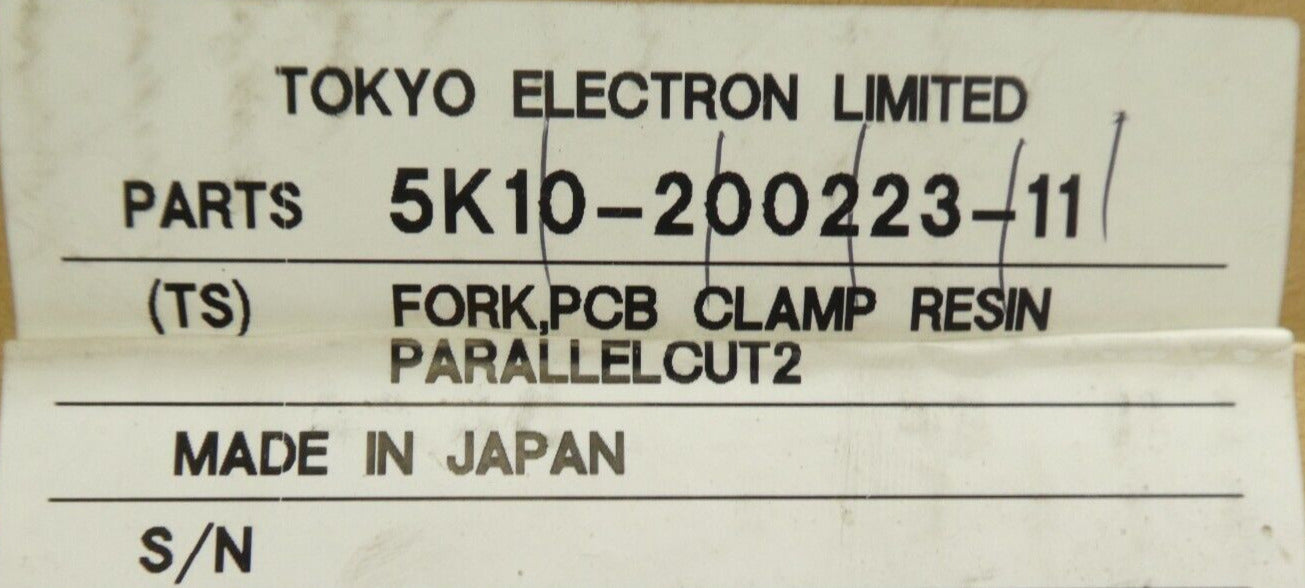 TOKYO ELECTRON LIMITED
PARTS 5K10-200223-11
(TS) FORK,PCB CLAMP RESIN
PARALLELCUT2
MADE IN JAPAN
S/N